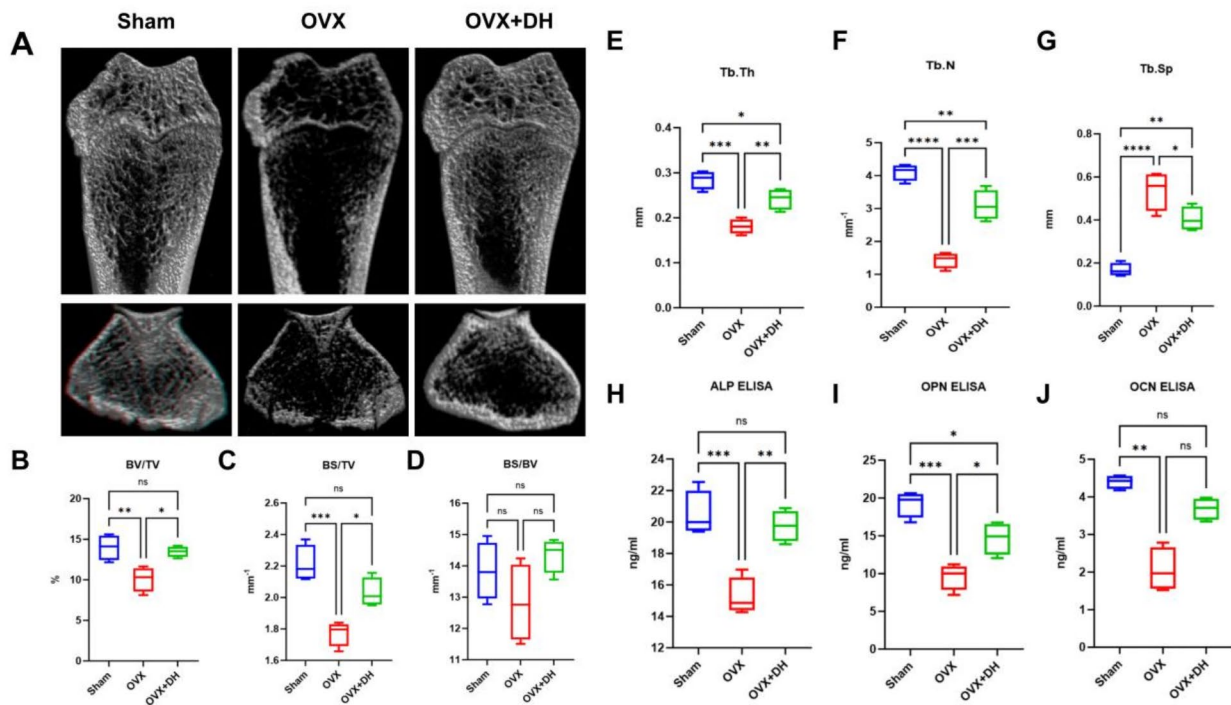 Sham OVX OVX+DH
A
E
Tb.Th
*
*** **
0.4
0.3
0.2
0.1
0.0
mm
Sham OVX OVX+DH
F
Tb.N
**
**** ***
5
4
3
2
1
0
mm-1
Sham OVX OVX+DH
G
Tb.Sp
**
**** *
0.8
0.6
0.4
0.2
0.0
mm
Sham OVX OVX+DH
B
BV/TV
ns
** *
15
10
5
0
%
Sham OVX OVX+DH
C
BS/TV
ns
*** *
2.6
2.4
2.2
2.0
1.8
1.6
mm-1
Sham OVX OVX+DH
D
BS/BV
ns
ns ns
16
15
14
13
12
11
mm-1
Sham OVX OVX+DH
H
ALP ELISA
ns
*** **
24
22
20
18
16
14
12
ng/ml
Sham OVX OVX+DH
I
OPN ELISA
*
*** *
25
20
15
10
5
0
ng/ml
Sham OVX OVX+DH
J
OCN ELISA
ns
** ns
5
4
3
2
1
0
ng/ml
Sham OVX OVX+DH